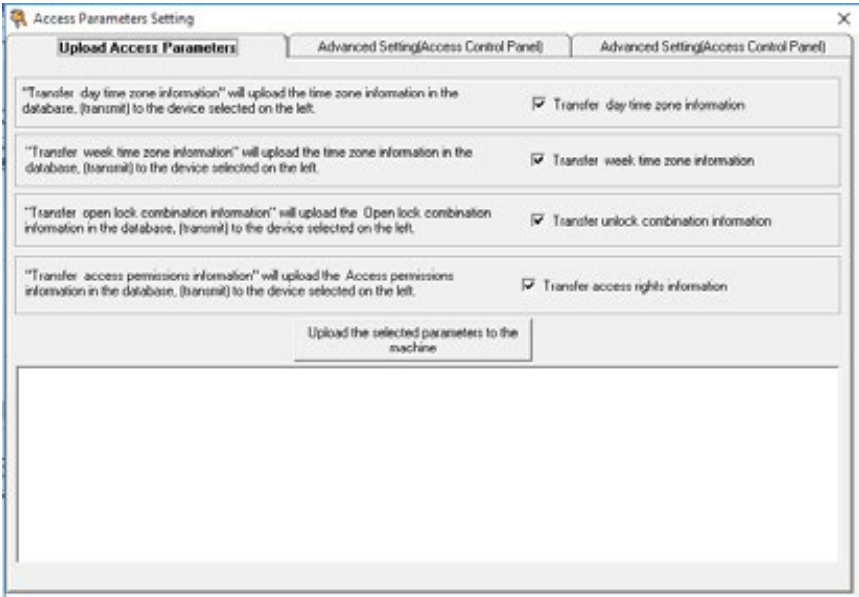 Access Parameters Setting
Upload Access Parameters
Advanced Setting(Access Control Panel)
Advanced Setting(Access Control Panel)
"Transfer day time zone information" will upload the time zone information in the
database, (transmit) to the device selected on the left.
Transfer day time zone information
"Transfer week time zone information" will upload the time zone information in the
database, (transmit) to the device selected on the left.
Transfer week time zone information
"Transfer open lock combination information" will upload the Open lock combination
information in the database, (transmit) to the device selected on the left.
Transfer unlock combination information
"Transfer access permissions information" will upload the Access permissions
information in the database, (transmit) to the device selected on the left.
Transfer access rights information
Upload the selected parameters to the
machine